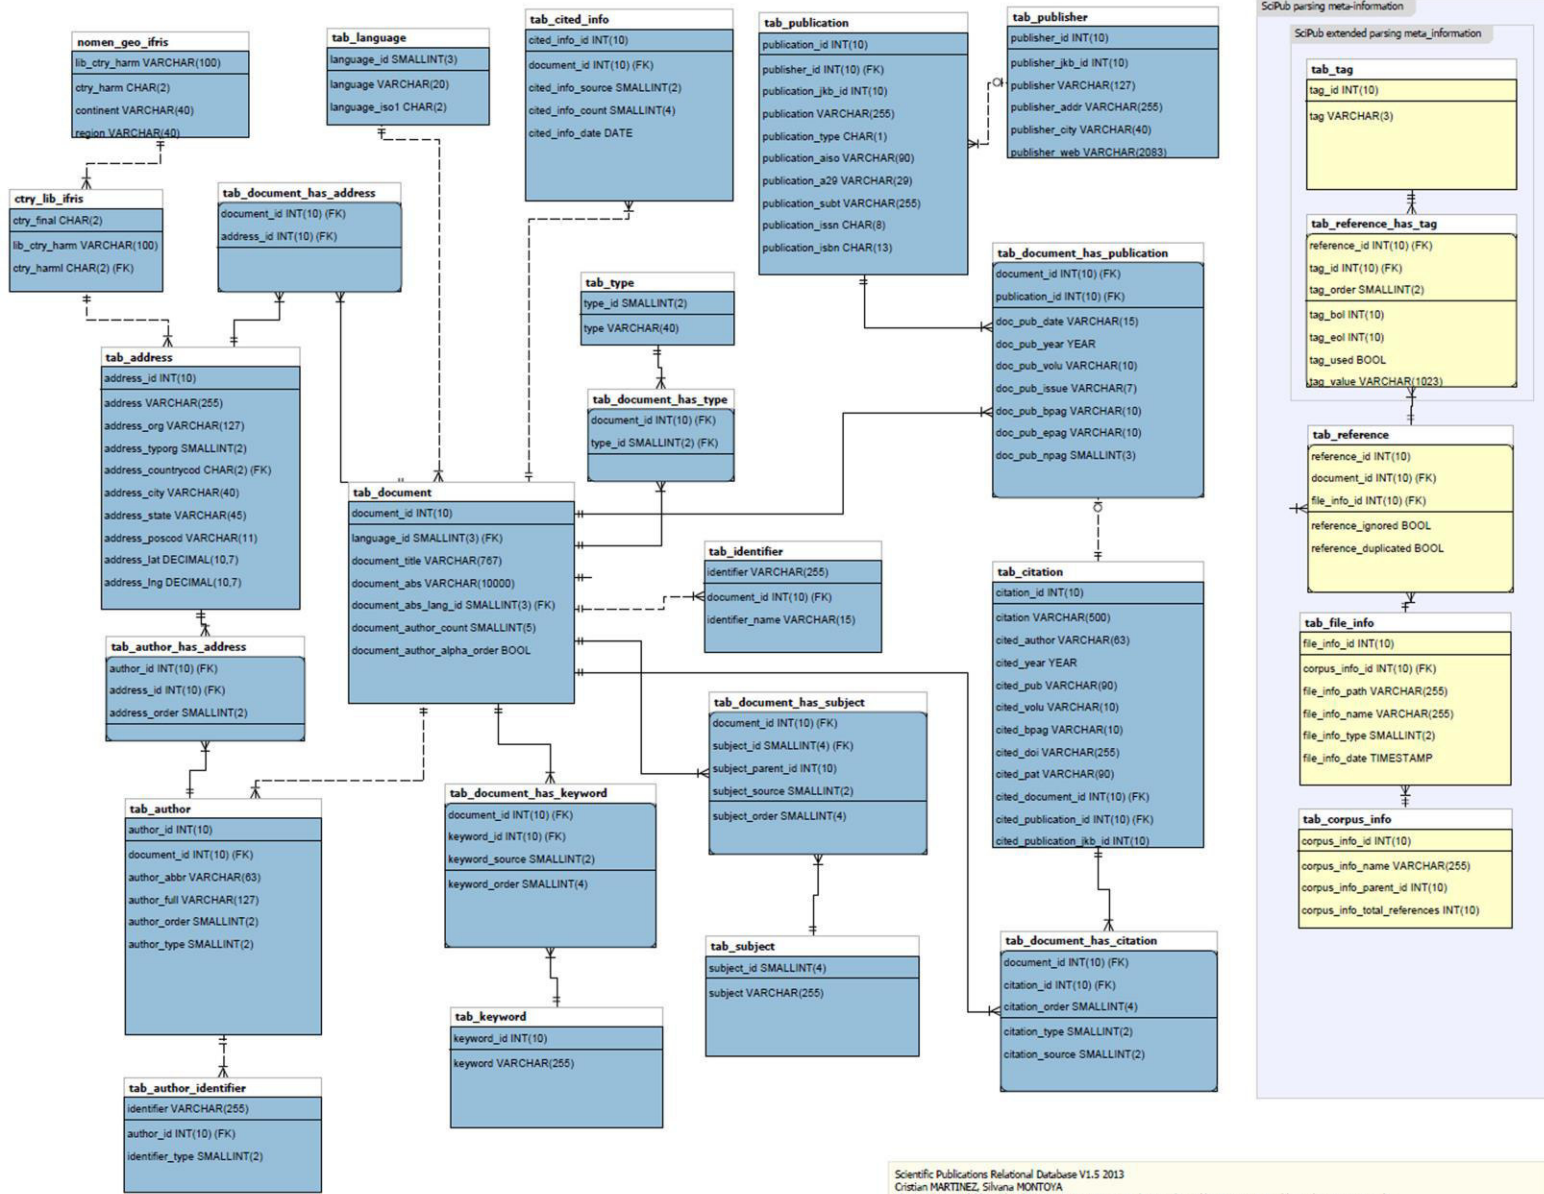 nomen_geo_ifris
lib_ctry_harm VARCHAR(100)
ctry_harm CHAR(2)
continent VARCHAR(40)
region VARCHAR(40)
tab_language
language_id SMALLINT(3)
language VARCHAR(20)
language_iso1 CHAR(2)
tab_cited_info
cited_info_id INT(10)
document_id INT(10) (FK)
cited_info_source SMALLINT(2)
cited_info_count SMALLINT(4)
cited_info_date DATE
tab_publication
publication_id INT(10)
publisher_id INT(10) (FK)
publication_jkb_id INT(10)
publication VARCHAR(255)
publication_type CHAR(1)
publication_aiso VARCHAR(90)
publication_a29 VARCHAR(29)
publication_subt VARCHAR(255)
publication_issn CHAR(8)
publication_isbn CHAR(13)
tab_publisher
publisher_id INT(10)
publisher_jkb_id INT(10)
publisher VARCHAR(127)
publisher_addr VARCHAR(255)
publisher_city VARCHAR(40)
publisher_web VARCHAR(2083)
SciPub parsing meta-information
SciPub extended parsing meta_information
tab_tag
tag_id INT(10)
tag VARCHAR(3)
ctry_lib_ifris
ctry_final CHAR(2)
lib_ctry_harm VARCHAR(100)
ctry_harml CHAR(2) (FK)
tab_document_has_address
document_id INT(10) (FK)
address_id INT(10) (FK)
tab_type
type_id SMALLINT(2)
type VARCHAR(40)
tab_document_has_publication
document_id INT(10) (FK)
publication_id INT(10) (FK)
doc_pub_date VARCHAR(15)
doc_pub_year YEAR
doc_pub_volu VARCHAR(10)
doc_pub_issue VARCHAR(7)
doc_pub_bpag VARCHAR(10)
doc_pub_epag VARCHAR(10)
doc_pub_npag SMALLINT(3)
tab_reference_has_tag
reference_id INT(10) (FK)
tag_id INT(10) (FK)
tag_order SMALLINT(2)
tag_bol INT(10)
tag_eol INT(10)
tag_used BOOL
tag_value VARCHAR(1023)
tab_address
address_id INT(10)
address VARCHAR(255)
address_org VARCHAR(127)
address_typorg SMALLINT(2)
address_countrycod CHAR(2) (FK)
address_city VARCHAR(40)
address_state VARCHAR(45)
address_poscod VARCHAR(11)
address_lat DECIMAL(10,7)
address_lng DECIMAL(10,7)
tab_document_has_type
document_id INT(10) (FK)
type_id SMALLINT(2) (FK)
tab_reference
reference_id INT(10)
document_id INT(10) (FK)
file_info_id INT(10) (FK)
reference_ignored BOOL
reference_duplicated BOOL
tab_document
document_id INT(10)
language_id SMALLINT(3) (FK)
document_title VARCHAR(767)
document_abs VARCHAR(10000)
document_abs_lang_id SMALLINT(3) (FK)
document_author_count SMALLINT(5)
document_author_alpha_order BOOL
tab_identifier
identifier VARCHAR(255)
document_id INT(10) (FK)
identifier_name VARCHAR(15)
tab_citation
citation_id INT(10)
citation VARCHAR(500)
cited_author VARCHAR(63)
cited_year YEAR
cited_pub VARCHAR(90)
cited_volu VARCHAR(10)
cited_bpag VARCHAR(10)
cited_doi VARCHAR(255)
cited_pat VARCHAR(90)
cited_document_id INT(10) (FK)
cited_publication_id INT(10) (FK)
cited_publication_jkb_id INT(10)
tab_file_info
file_info_id INT(10)
corpus_info_id INT(10) (FK)
file_info_path VARCHAR(255)
file_info_name VARCHAR(255)
file_info_type SMALLINT(2)
file_info_date TIMESTAMP
tab_author_has_address
author_id INT(10) (FK)
address_id INT(10) (FK)
address_order SMALLINT(2)
tab_document_has_subject
document_id INT(10) (FK)
subject_id SMALLINT(4) (FK)
subject_parent_id INT(10)
subject_source SMALLINT(2)
subject_order SMALLINT(4)
tab_author
author_id INT(10)
document_id INT(10) (FK)
author_abbr VARCHAR(63)
author_full VARCHAR(127)
author_order SMALLINT(2)
author_type SMALLINT(2)
tab_document_has_keyword
document_id INT(10) (FK)
keyword_id INT(10) (FK)
keyword_source SMALLINT(2)
keyword_order SMALLINT(4)
tab_corpus_info
corpus_info_id INT(10)
corpus_info_name VARCHAR(255)
corpus_info_parent_id INT(10)
corpus_info_total_references INT(10)
tab_subject
subject_id SMALLINT(4)
subject VARCHAR(255)
tab_document_has_citation
document_id INT(10) (FK)
citation_id INT(10) (FK)
citation_order SMALLINT(4)
citation_type SMALLINT(2)
citation_source SMALLINT(2)
tab_keyword
keyword_id INT(10)
keyword VARCHAR(255)
tab_author_identifier
identifier VARCHAR(255)
author_id INT(10) (FK)
identifier_type SMALLINT(2)
Scientific Publications Relational Database V1.5 2013
Cristian MARTINEZ, Silvana MONTOYA